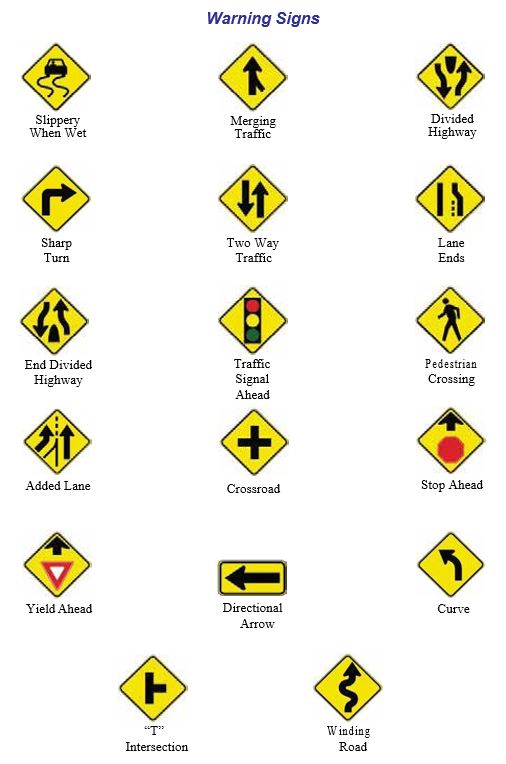 Warning Signs
Slippery
When Wet
Merging
Traffic
Divided
Highway
Sharp
Turn
Two Way
Traffic
Lane
Ends
End Divided
Highway
Traffic
Signal
Ahead
Pedestrian
Crossing
Added Lane
Crossroad
Stop Ahead
Yield Ahead
Directional
Arrow
Curve
“T”
Intersection
Winding
Road